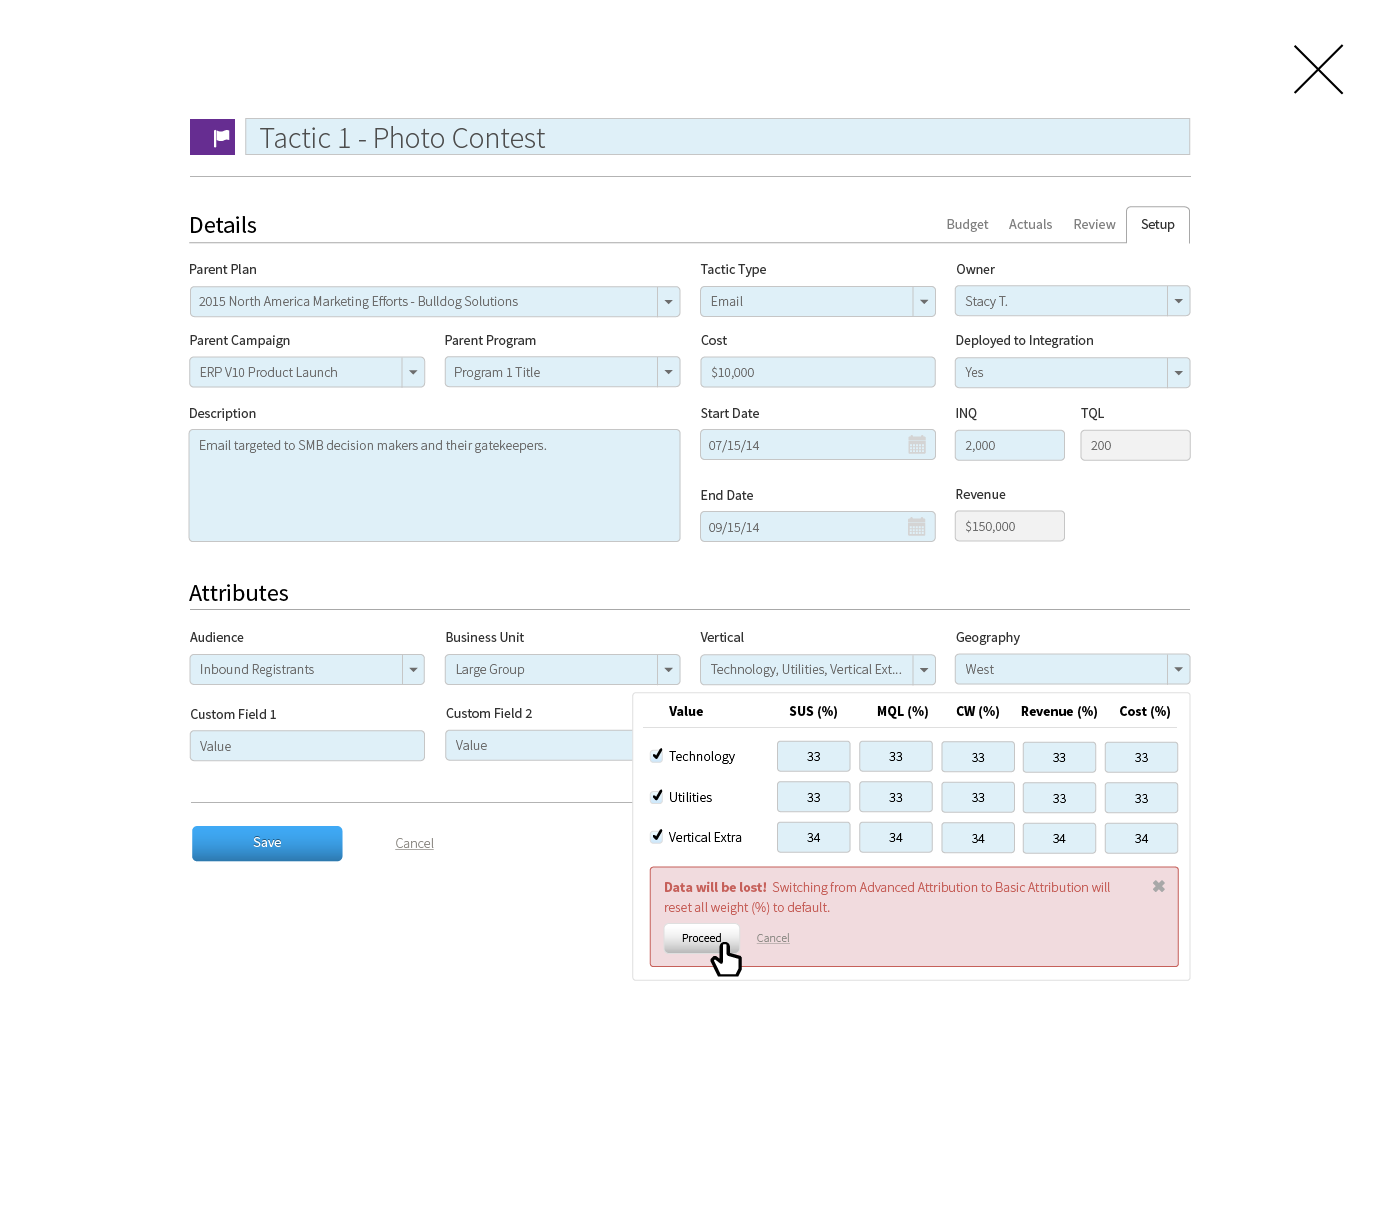 Tactic 1 - Photo Contest
Details
Budget Actuals Review Setup
Parent Plan
2015 North America Marketing Efforts - Bulldog Solutions
Tactic Type
Email
Owner
Stacy T.
Parent Campaign
ERP V10 Product Launch
Parent Program
Program 1 Title
Cost
$10,000
Deployed to Integration
Yes
Description
Email targeted to SMB decision makers and their gatekeepers.
Start Date
07/15/14
INQ
2,000
TQL
200
End Date
09/15/14
Revenue
$150,000
Attributes
Audience
Inbound Registrants
Business Unit
Large Group
Vertical
Technology, Utilities, Vertical Ext...
Geography
West
Custom Field 1
Value
Custom Field 2
Value
Value SUS (%) MQL (%) CW (%) Revenue (%) Cost (%)
Technology 33 33 33 33 33
Utilities 33 33 33 33 33
Vertical Extra 34 34 34 34 34
Data will be lost! Switching from Advanced Attribution to Basic Attribution will
reset all weight (%) to default.
Proceed Cancel
Save Cancel